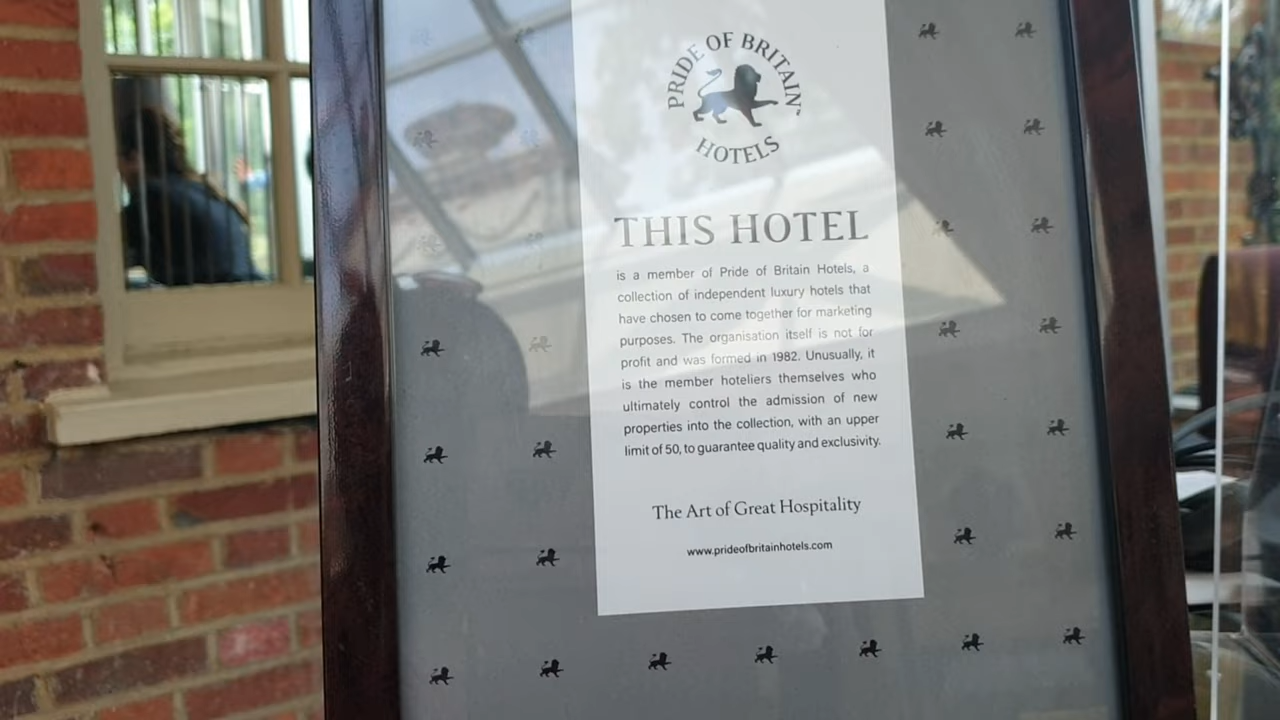 PRIDE OF BRITAIN™
HOTELS
THIS HOTEL
is a member of Pride of Britain Hotels, a
collection of independent luxury hotels that
have chosen to come together for marketing
purposes. The organisation itself is not for
profit and was formed in 1982. Unusually, it
is the member hoteliers themselves who
ultimately control the admission of new
properties into the collection, with an upper
limit of 50, to guarantee quality and exclusivity.
The Art of Great Hospitality
www.prideofbritainhotels.com